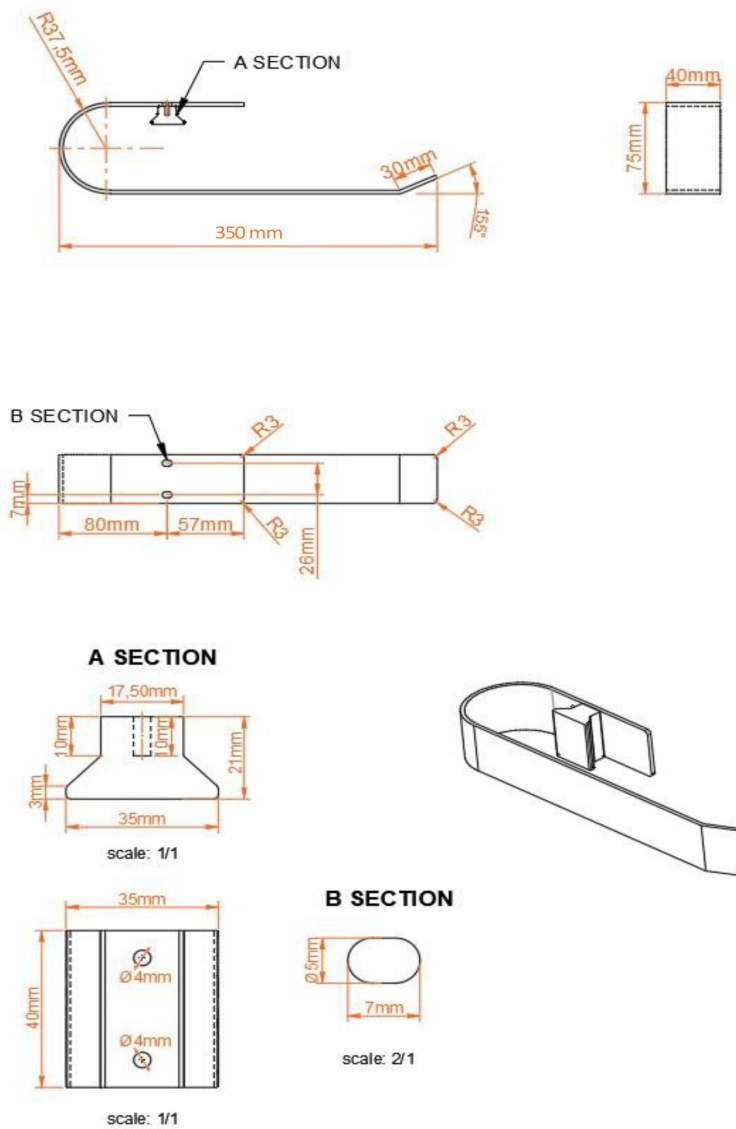 R37,5mm
A SECTION
30mm
155°
350 mm
40mm
75mm
B SECTION
R3
R3
7mm
80mm
57mm
26mm
R3
R3
A SECTION
17,50mm
10mm
10mm
21mm
3mm
35mm
scale: 1/1
35mm
40mm
Ø4mm
Ø4mm
scale: 1/1
B SECTION
Ø5mm
7mm
scale: 2/1